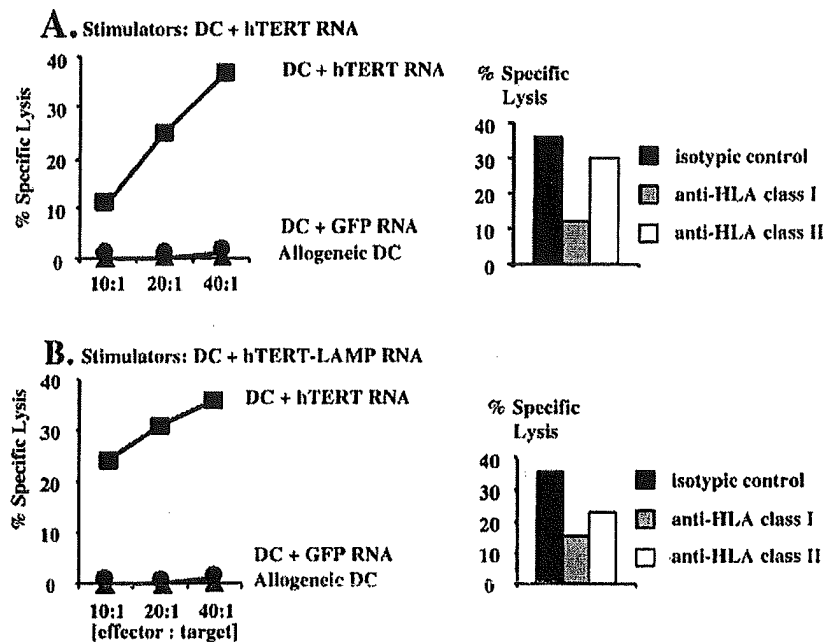 A. Stimulators: DC + hTERT RNA
% Specific Lysis
40
30
20
10
0
10:1 20:1 40:1
DC + hTERT RNA
DC + GFP RNA
Allogeneic DC
% Specific
Lysis
40
30
20
10
0
isotypic control
anti-HLA class I
anti-HLA class II
B. Stimulators: DC + hTERT-LAMP RNA
% Specific Lysis
40
30
20
10
0
10:1 20:1 40:1
[effector : target]
DC + hTERT RNA
DC + GFP RNA
Allogeneic DC
% Specific
Lysis
40
30
20
10
0
isotypic control
anti-HLA class I
anti-HLA class II